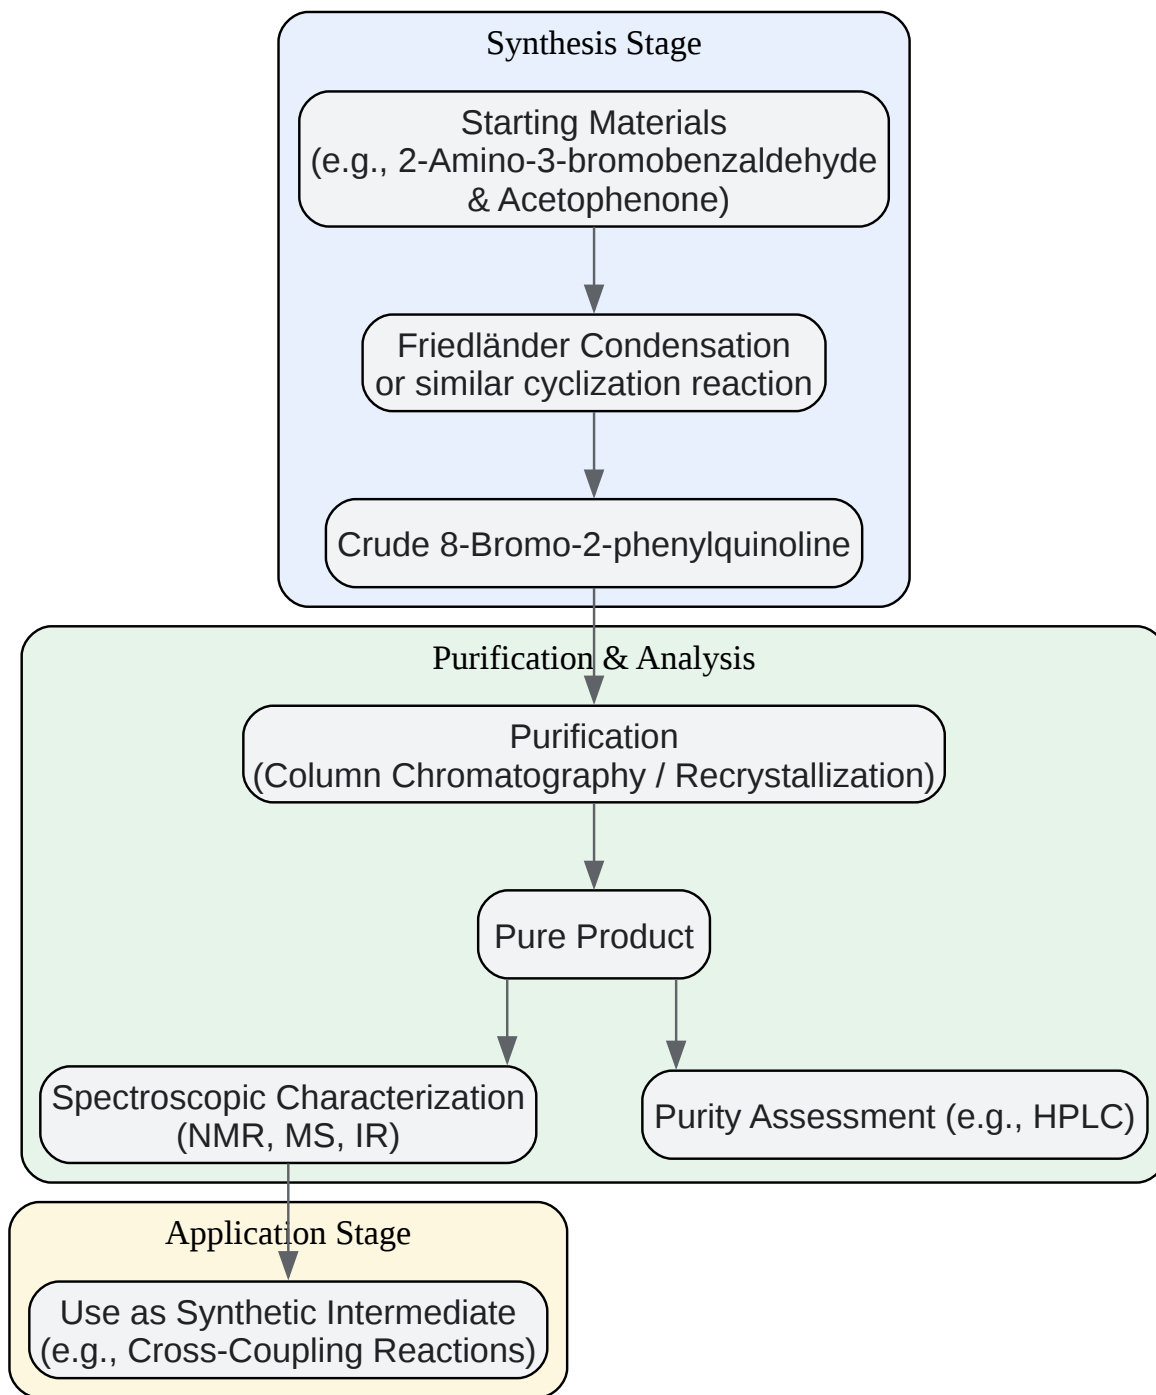 Synthesis Stage
Starting Materials
(e.g., 2-Amino-3-bromobenzaldehyde
& Acetophenone)
Friedländer Condensation
or similar cyclization reaction
Crude 8-Bromo-2-phenylquinoline
Purification & Analysis
Purification
(Column Chromatography / Recrystallization)
Pure Product
Spectroscopic Characterization
(NMR, MS, IR)
Purity Assessment (e.g., HPLC)
Application Stage
Use as Synthetic Intermediate
(e.g., Cross-Coupling Reactions)